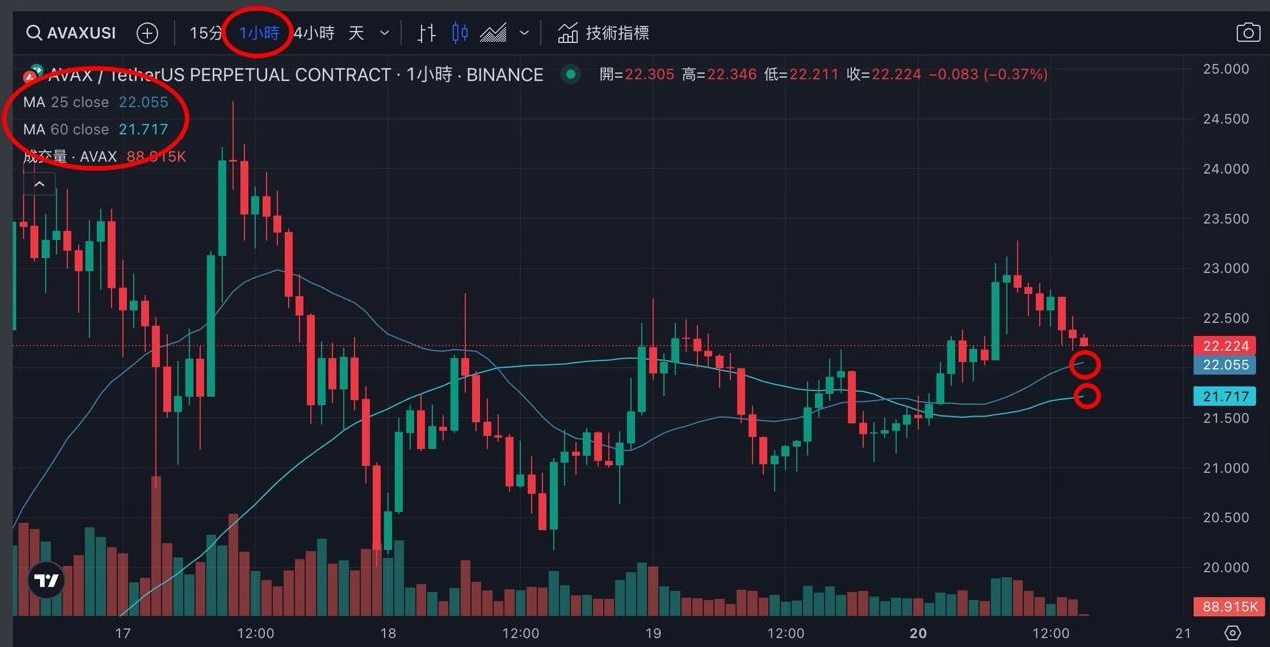 AVAXUSI 15分 1小時 4小時 天 技術指標
AVAX / TetherUS PERPETUAL CONTRACT · 1小時 · BINANCE 開=22.305 高=22.346 低=22.211 收=22.224 −0.083 (−0.37%)
MA 25 close 22.055
MA 60 close 21.717
成交量 · AVAX 88.915K
25.000
24.500
24.000
23.500
23.000
22.500
22.224
22.055
21.717
21.500
21.000
20.500
20.000
88.915K
17 12:00 18 12:00 19 12:00 20 12:00 21